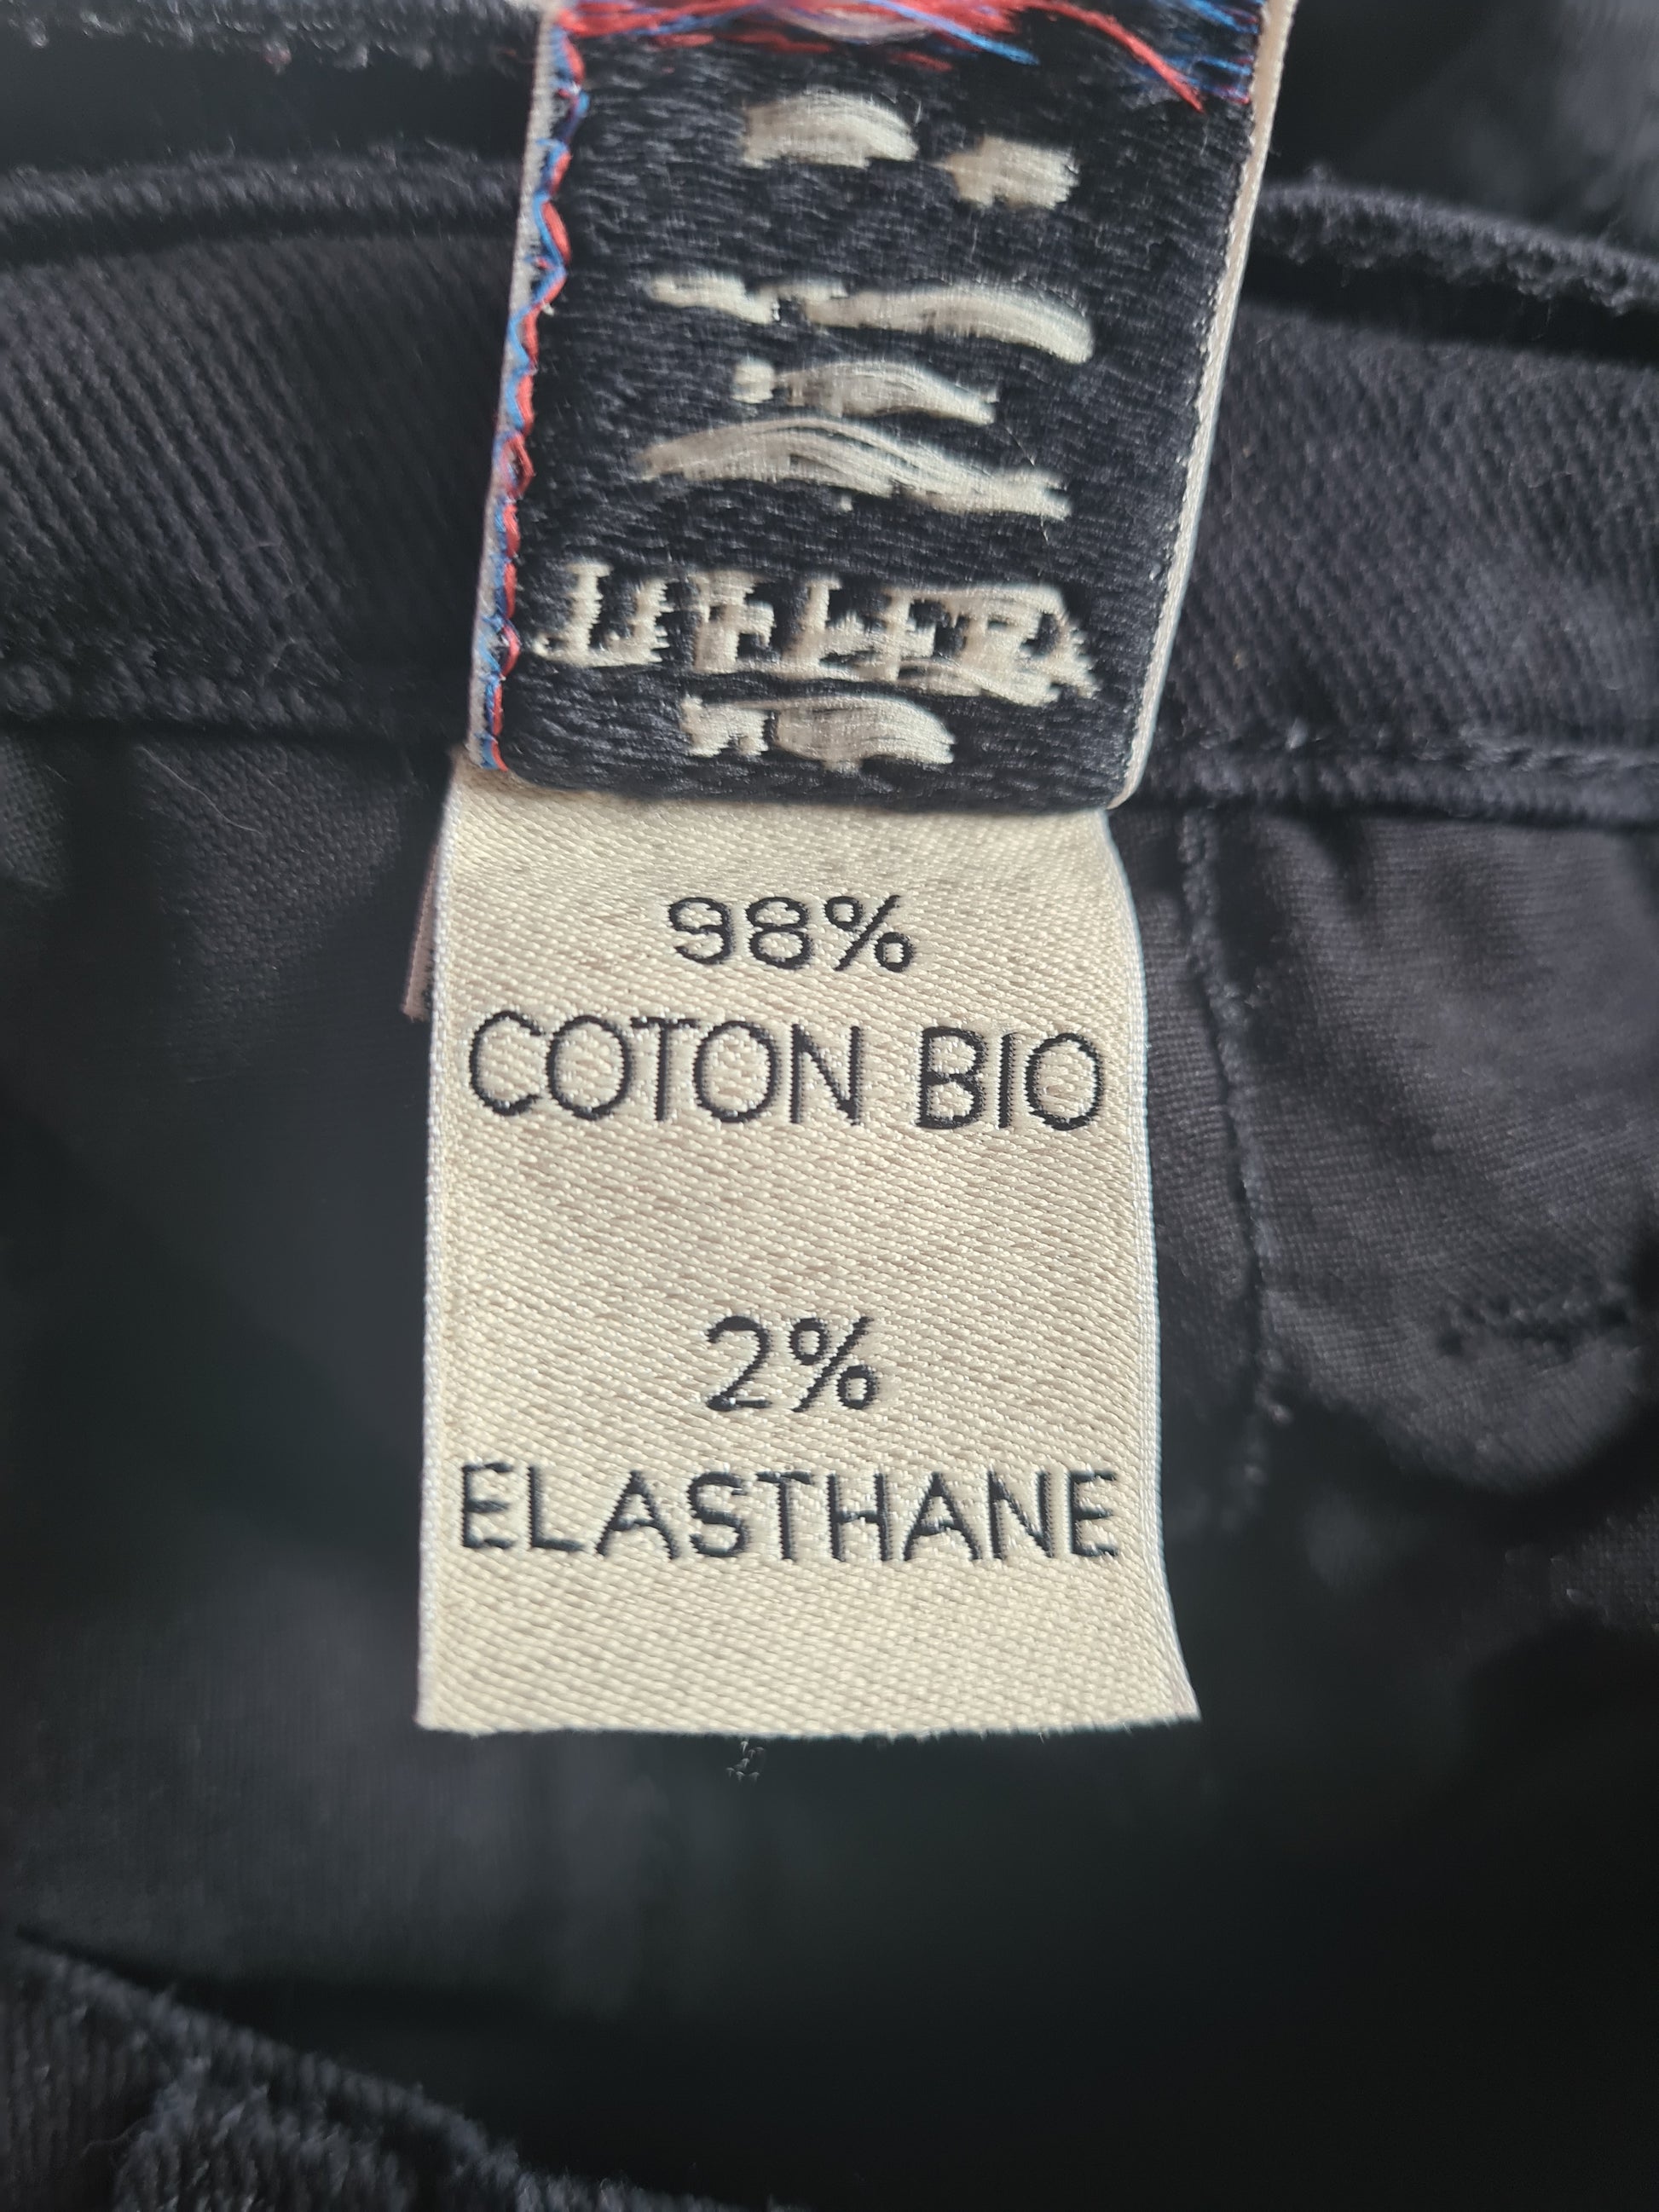 98%
COTON BIO
2%
ELASTHANE